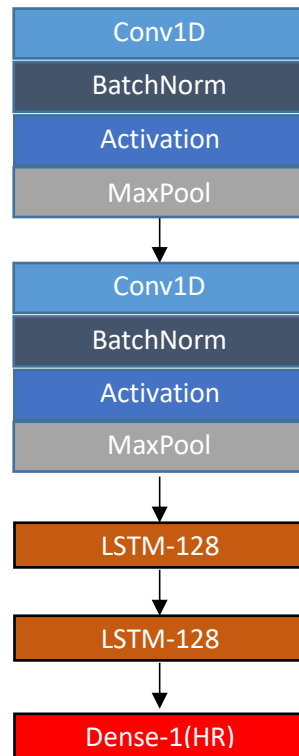 Conv1D
BatchNorm
Activation
MaxPool
Conv1D
BatchNorm
Activation
MaxPool
LSTM-128
LSTM-128
Dense-1(HR)